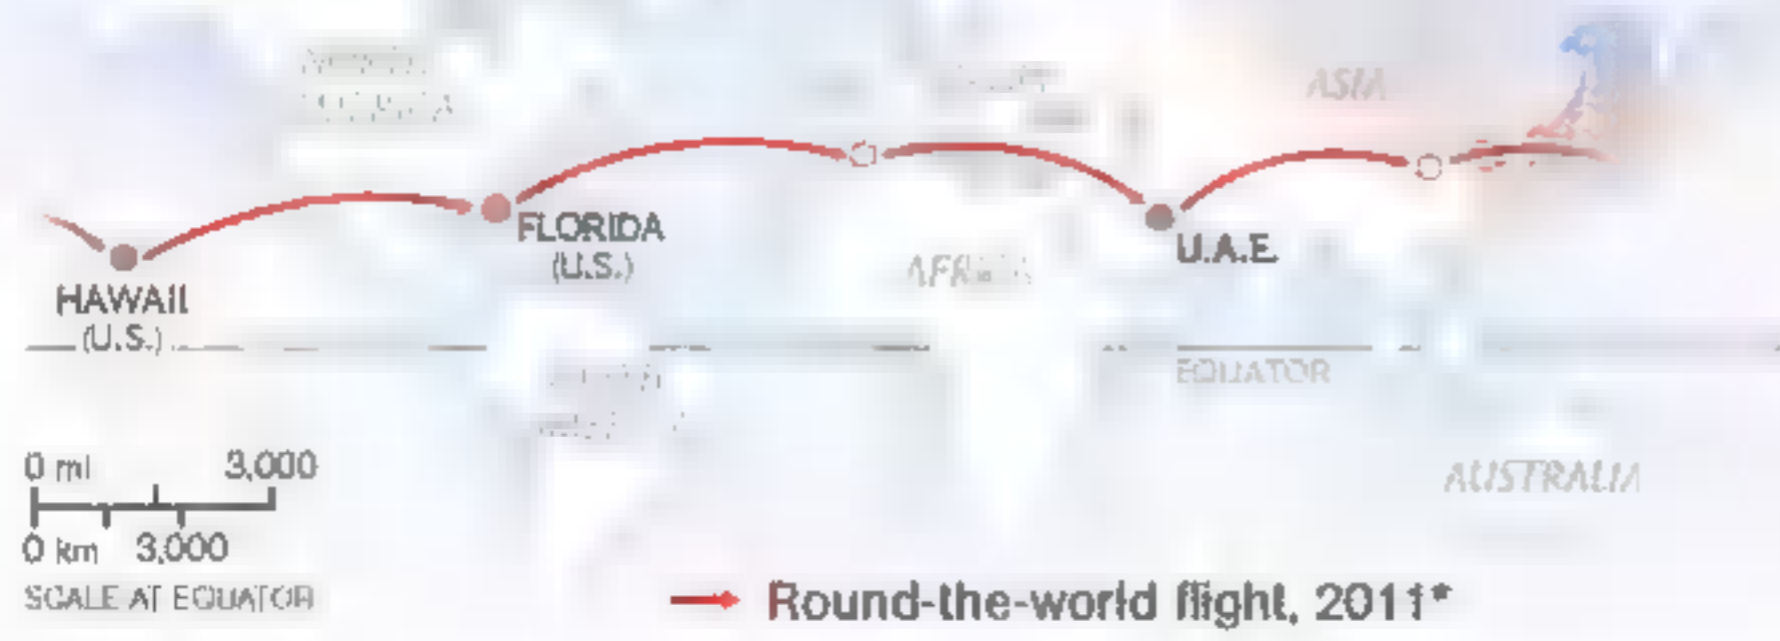 ASIA
FLORIDA
(U.S.)
U.A.E.
HAWAII
(U.S.)
EQUATOR
0 mi 3,000
0 km 3,000
SCALE AT EQUATOR
AUSTRALIA
Round-the-world flight, 2011*